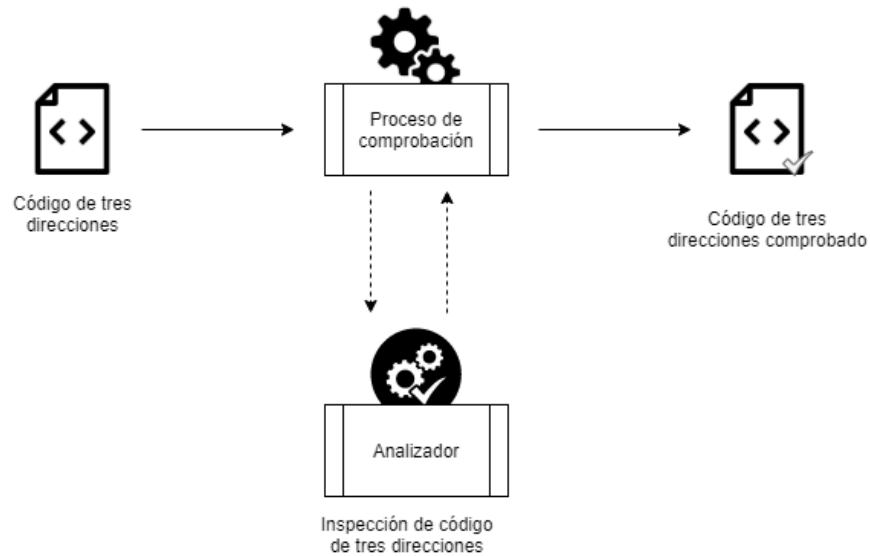 Proceso de
comprobación
Código de tres
direcciones
Código de tres
direcciones comprobado
Analizador
Inspección de código
de tres direcciones